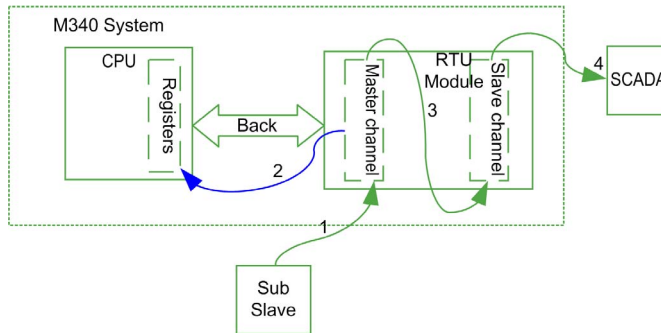 M340 System
CPU
Registers
Back
2
RTU
Module
Master channel
3
Slave channel
4
SCADA
1
Sub
Slave